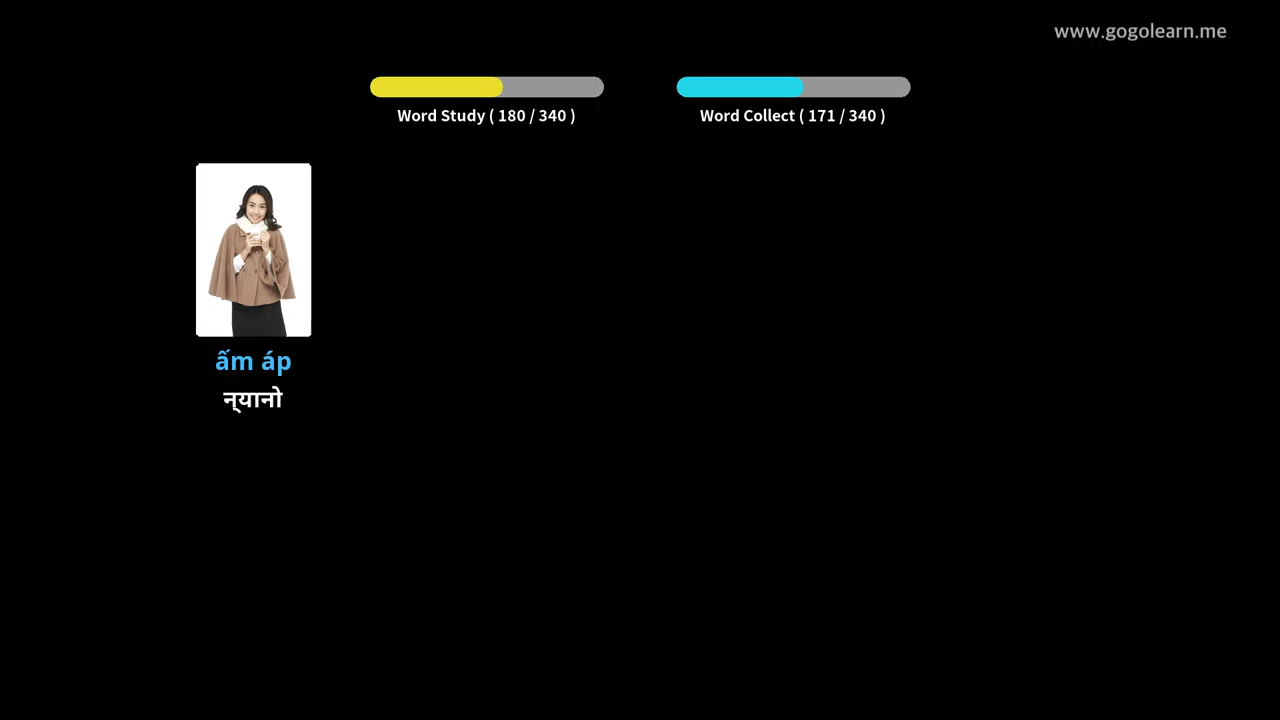 www.gogolearn.me
Word Study ( 180 / 340 )
Word Collect ( 171 / 340 )
ấm áp
न्यानो